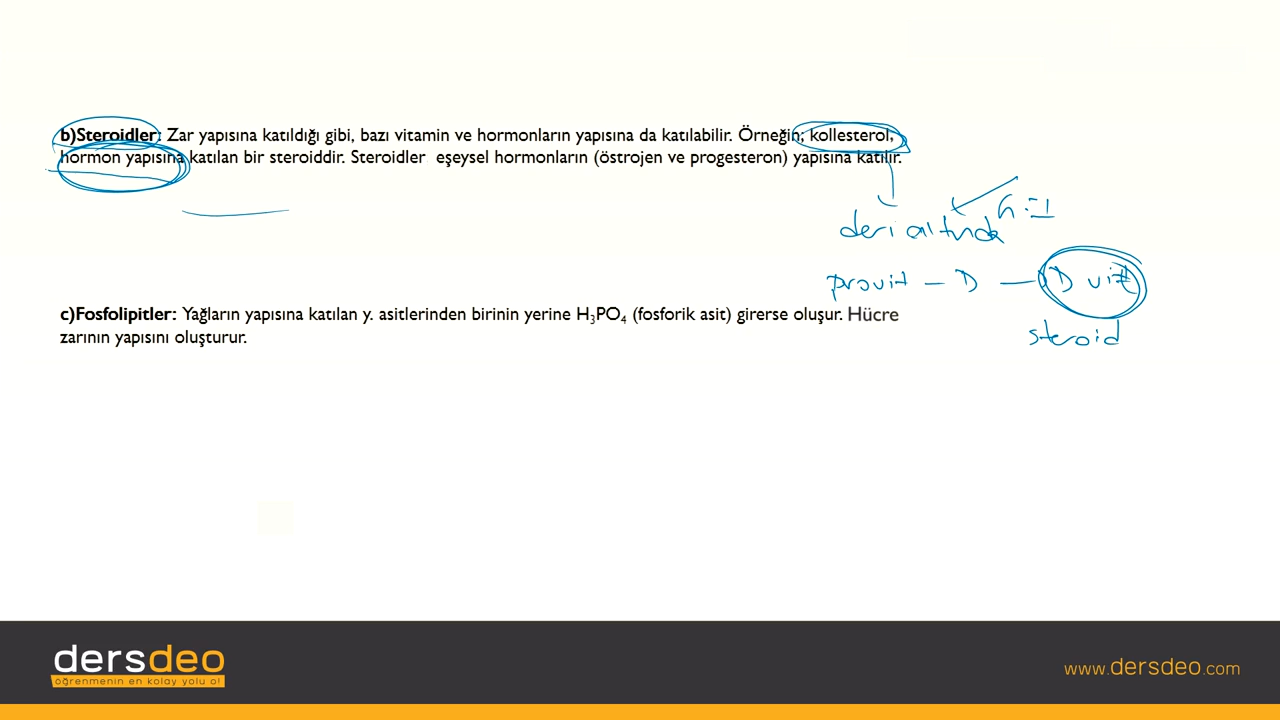 b)Steroidler: Zar yapısına katıldığı gibi, bazı vitamin ve hormonların yapısına da katılabilir. Örneğin; kollesterol,
hormon yapısına katılan bir steroiddir. Steroidler eşeysel hormonların (östrojen ve progesteron) yapısına katılır.
deri altında
provit – D – D vit
steroid
c)Fosfolipitler: Yağların yapısına katılan y. asitlerinden birinin yerine H₃PO₄ (fosforik asit) girerse oluşur. Hücre
zarının yapısını oluşturur.
dersdeo
öğrenmenin en kolay yolu o!
www.dersdeo.com